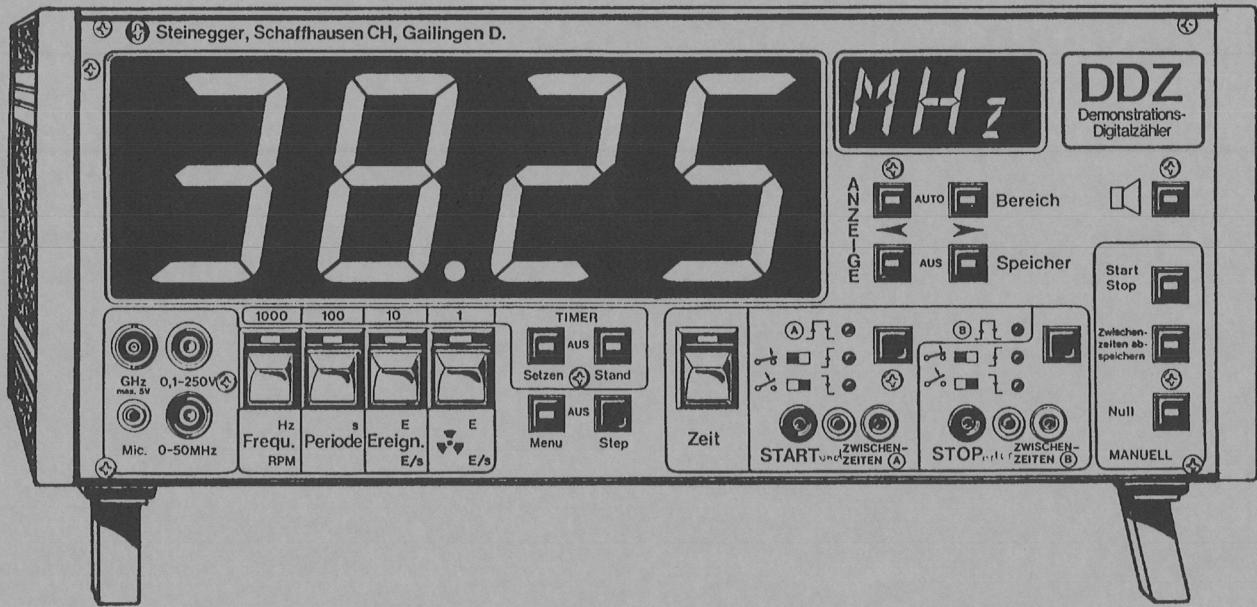 Steinegger, Schaffhausen CH, Gailingen D.
38.25
MHz
DDZ
Demonstrations-
Digitalzähler
ANZEIGE
AUTO
Bereich
AUS
Speicher
1000
100
10
1
TIMER
AUS
Setzen
Stand
AUS
Menu
Step
GHz
max. 5V
0,1-250V
Mic.
0-50MHz
Hz
Frequ.
RPM
s
Periode
E
Ereign.
E/s
E
E/s
Zeit
A
START und ZWISCHEN-
ZEITEN A
B
STOP ZWISCHEN-
ZEITEN B
Start
Stop
Zwischen-
zeiten ab-
speichern
Null
MANUELL